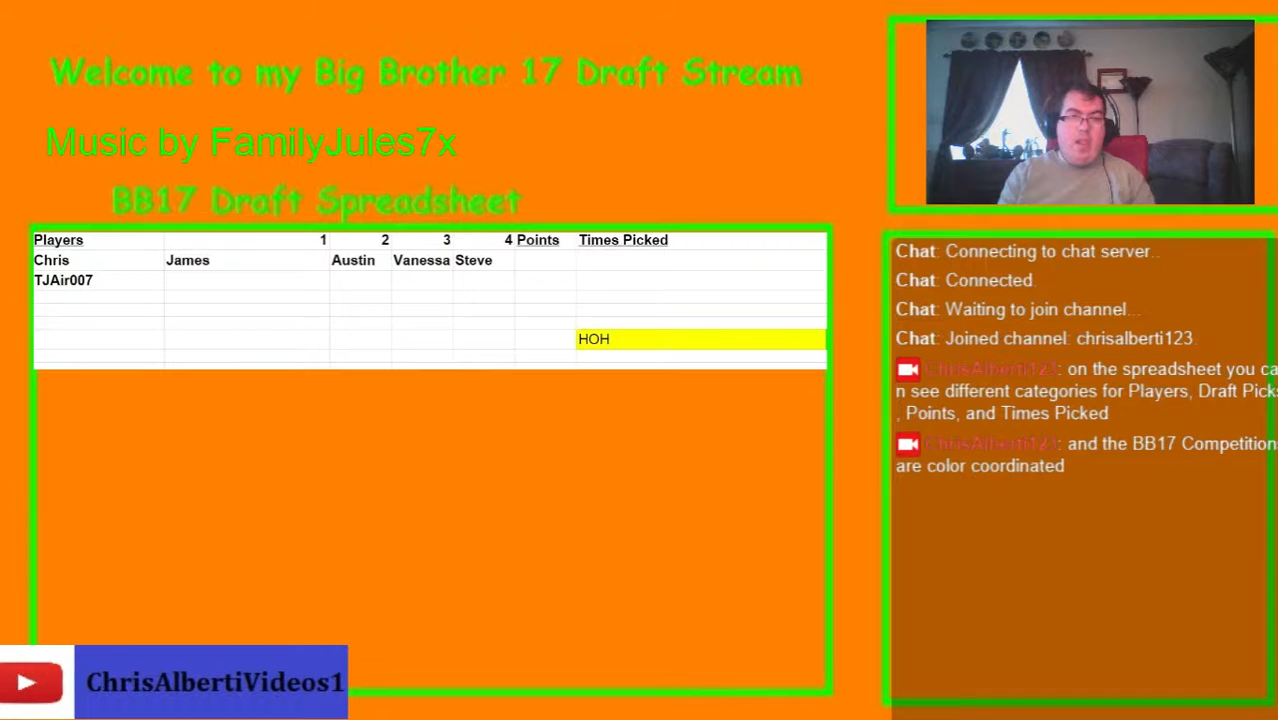 Welcome to my Big Brother 17 Draft Stream
Music by FamilyJules7x
BB17 Draft Spreadsheet
Players 1 2 3 4 Points Times Picked
Chris James Austin Vanessa Steve
TJAir007
HOH
Chat: Connecting to chat server..
Chat: Connected.
Chat: Waiting to join channel...
Chat: Joined channel: chrisalberti123.
ChrisAlberti123: on the spreadsheet you ca
n see different categories for Players, Draft Picks
, Points, and Times Picked
ChrisAlberti123: and the BB17 Competitions
are color coordinated
ChrisAlbertiVideos1